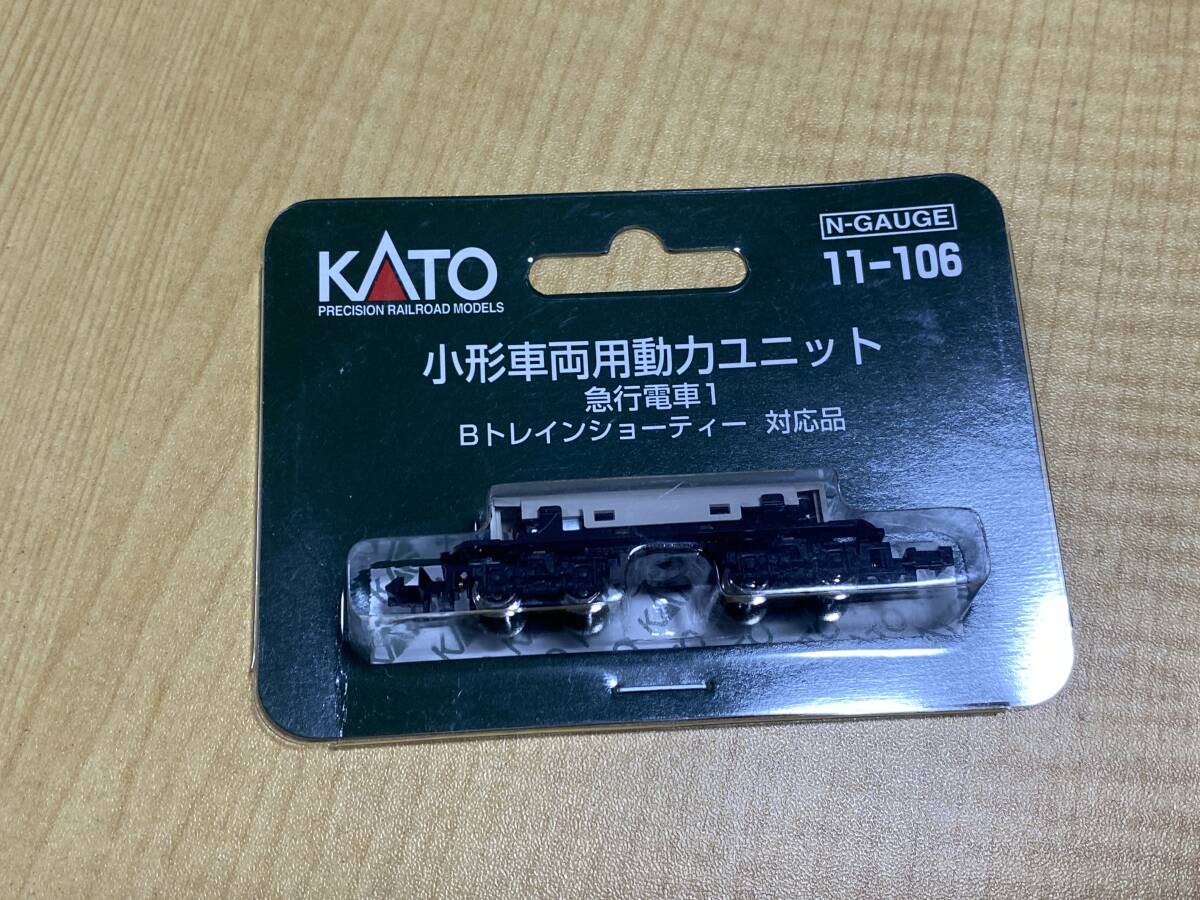 KATO
PRECISION RAILROAD MODELS
N-GAUGE
11-106
小形車両用動力ユニット
急行電車1
Bトレインショーティー 対応品